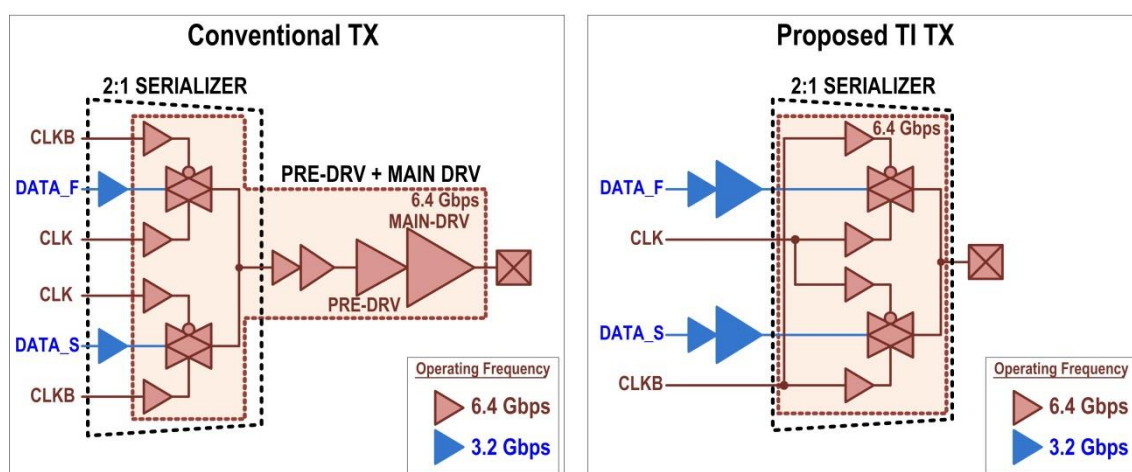 Conventional TX
2:1 SERIALIZER
CLKB
DATA_F
CLK
CLK
DATA_S
CLKB
PRE-DRV + MAIN DRV
6.4 Gbps
MAIN-DRV
PRE-DRV
Operating Frequency
6.4 Gbps
3.2 Gbps
Proposed TI TX
2:1 SERIALIZER
6.4 Gbps
DATA_F
CLK
DATA_S
CLKB
Operating Frequency
6.4 Gbps
3.2 Gbps